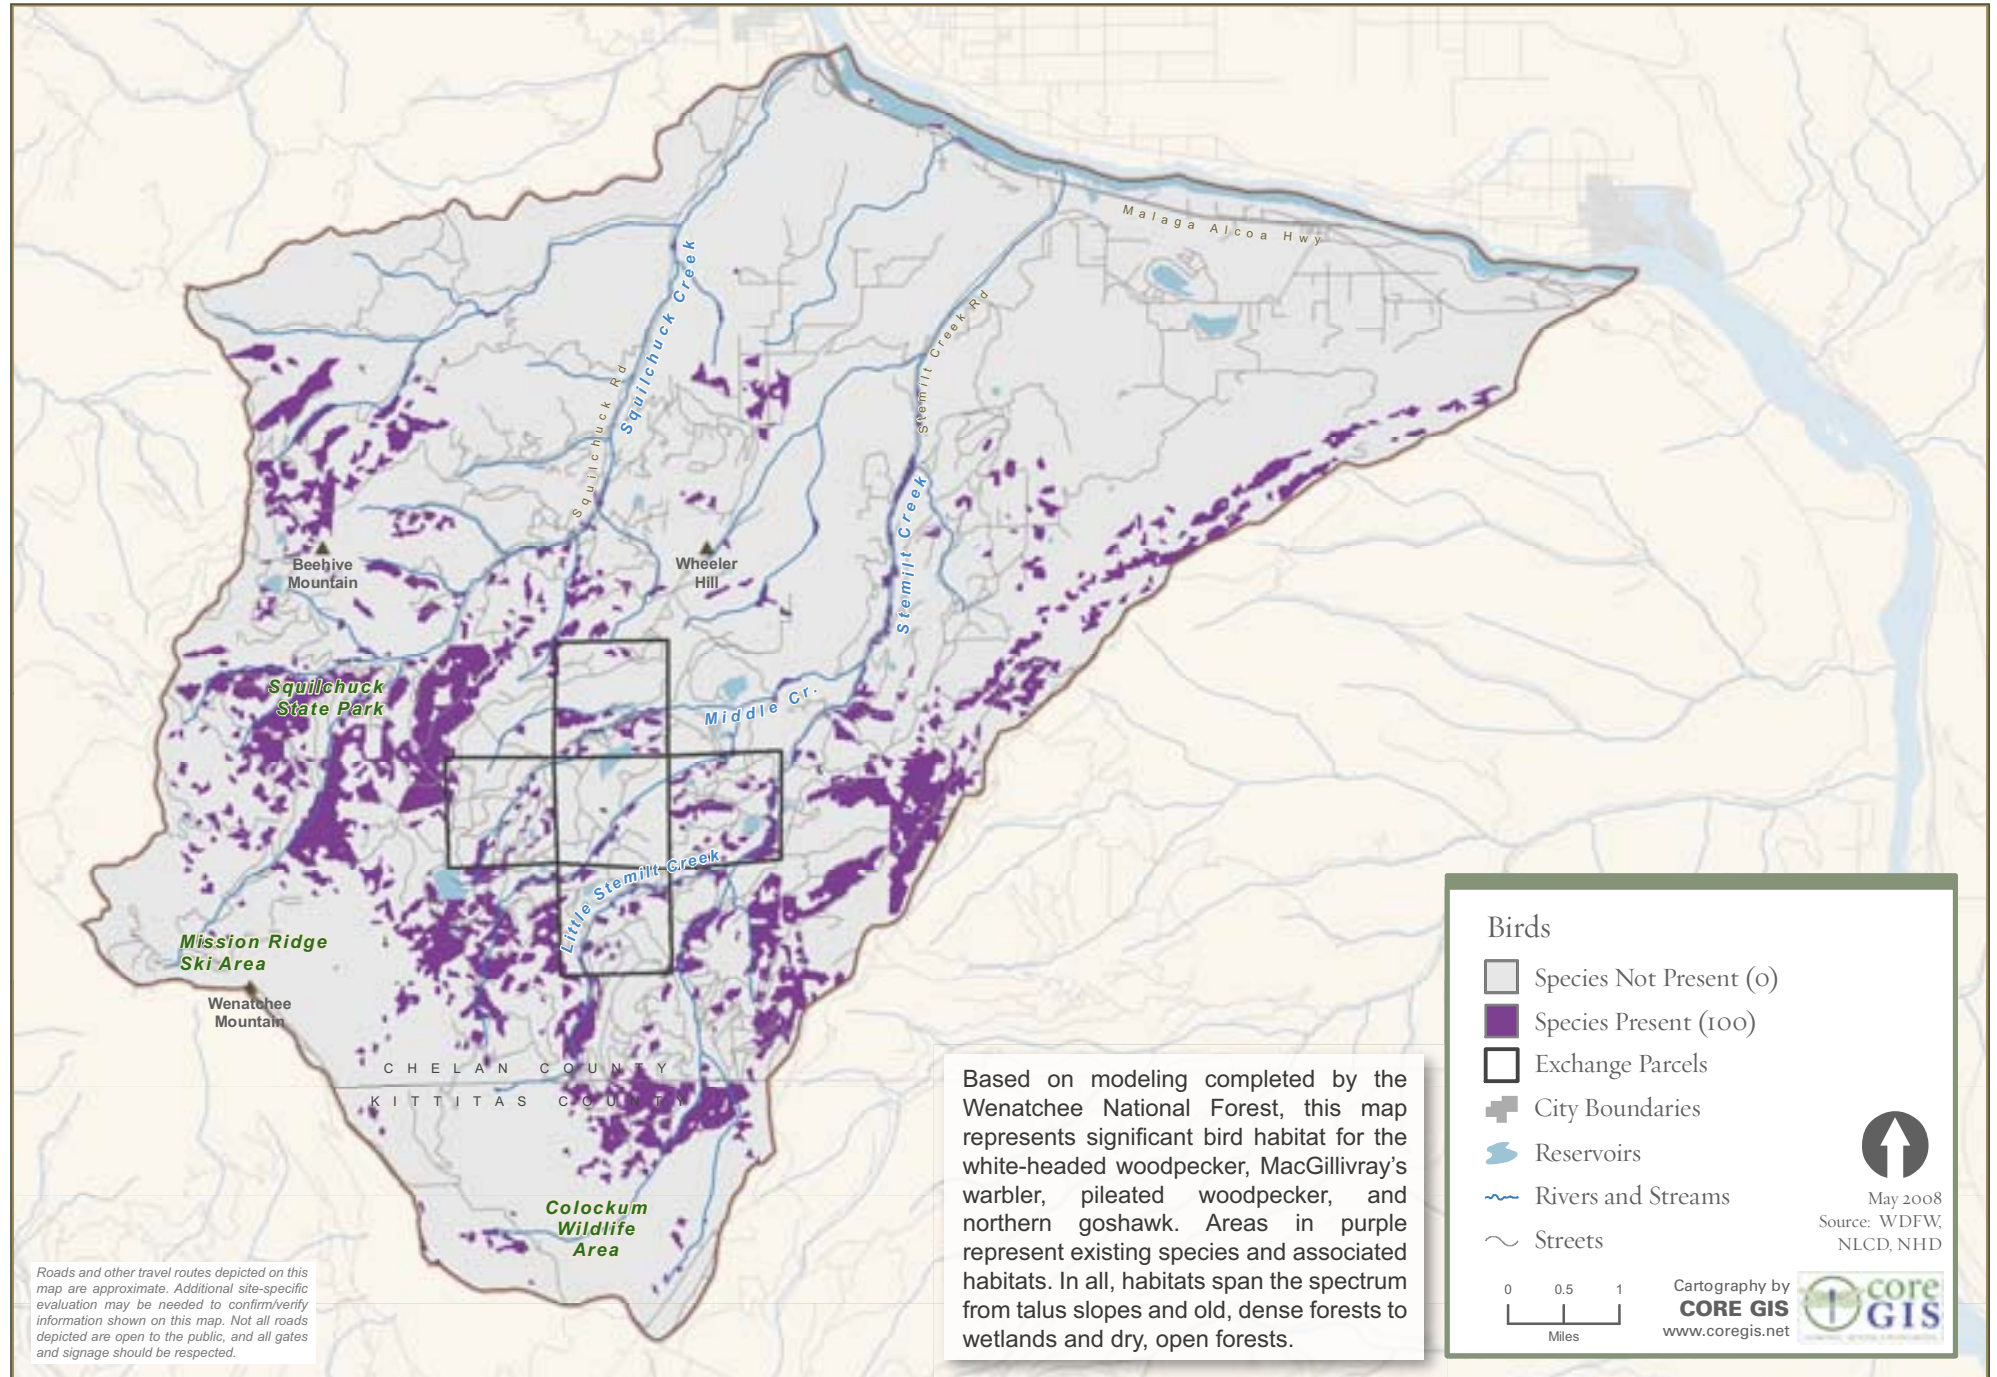 Malaga Alcoa Hwy
Squilchuck Creek
Squilchuck Rd
Stemilt Creek Rd
Stemilt Creek
Beehive
Mountain
Wheeler
Hill
Squilchuck
State Park
Middle Cr.
Little Stemilt Creek
Mission Ridge
Ski Area
Wenatchee
Mountain
CHELAN COUNTY
KITTITAS COUNTY
Colockum
Wildlife
Area
Roads and other travel routes depicted on this
map are approximate. Additional site-specific
evaluation may be needed to confirm/verify
information shown on this map. Not all roads
depicted are open to the public, and all gates
and signage should be respected.
Based on modeling completed by the
Wenatchee National Forest, this map
represents significant bird habitat for the
white-headed woodpecker, MacGillivray's
warbler, pileated woodpecker, and
northern goshawk. Areas in purple
represent existing species and associated
habitats. In all, habitats span the spectrum
from talus slopes and old, dense forests to
wetlands and dry, open forests.
Birds
Species Not Present (0)
Species Present (100)
Exchange Parcels
City Boundaries
Reservoirs
Rivers and Streams
Streets
May 2008
Source: WDFW,
NLCD, NHD
0 0.5 1
Miles
Cartography by
CORE GIS
www.coregis.net
core
GIS